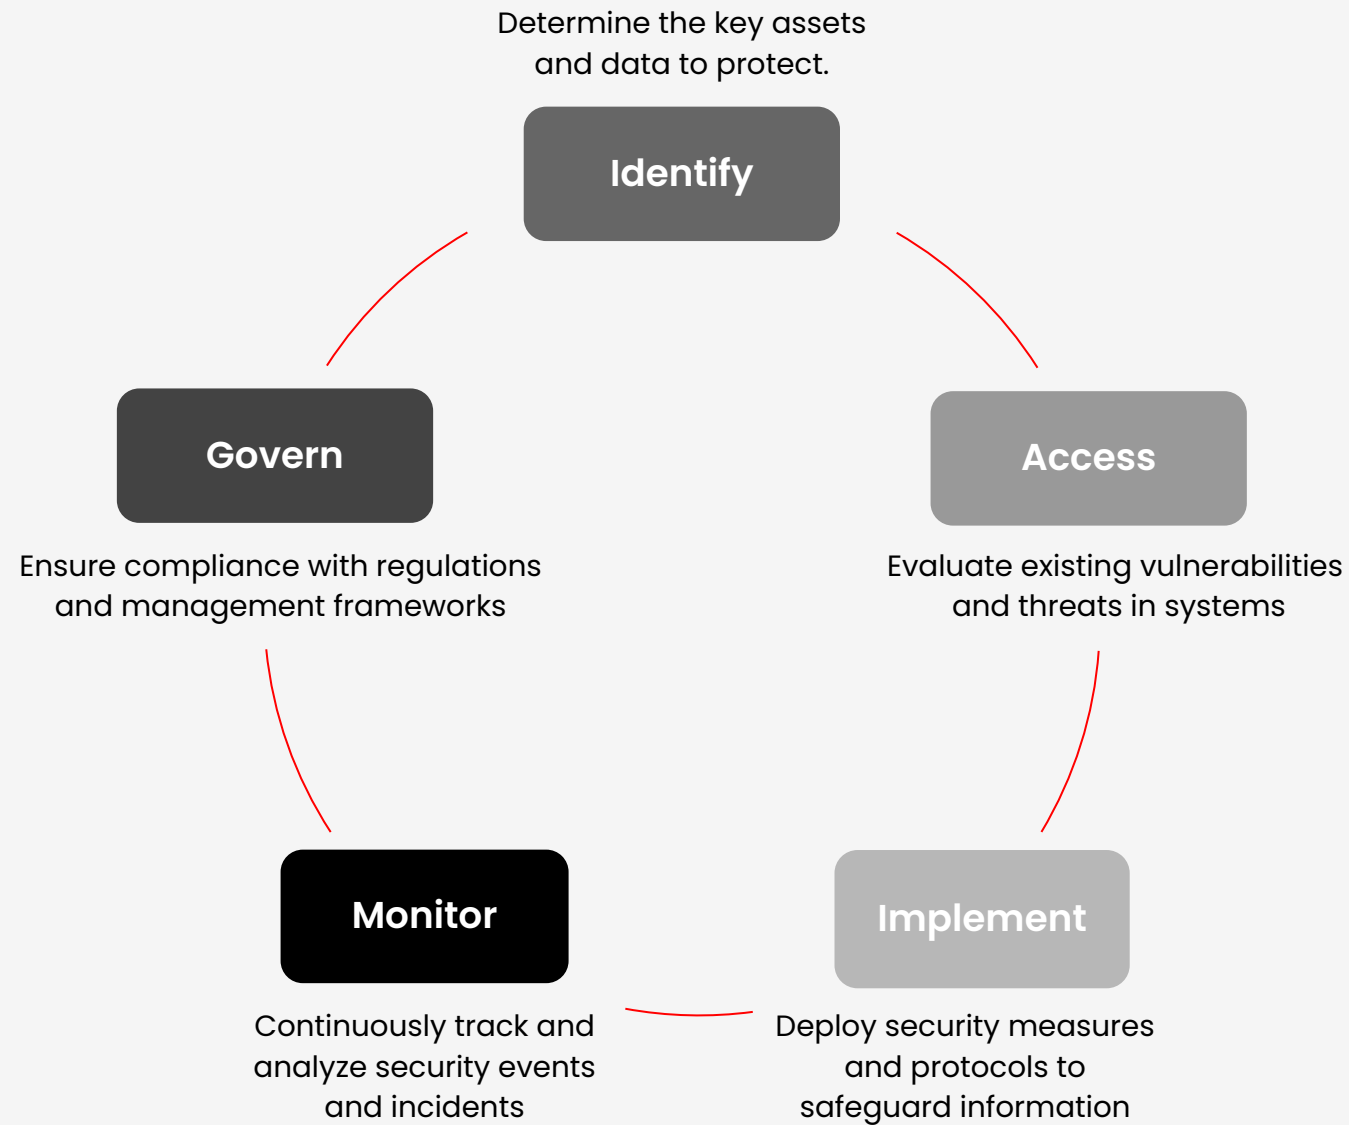 Determine the key assets
and data to protect.
Identify
Govern
Access
Ensure compliance with regulations
and management frameworks
Evaluate existing vulnerabilities
and threats in systems
Monitor
Implement
Continuously track and
analyze security events
and incidents
Deploy security measures
and protocols to
safeguard information